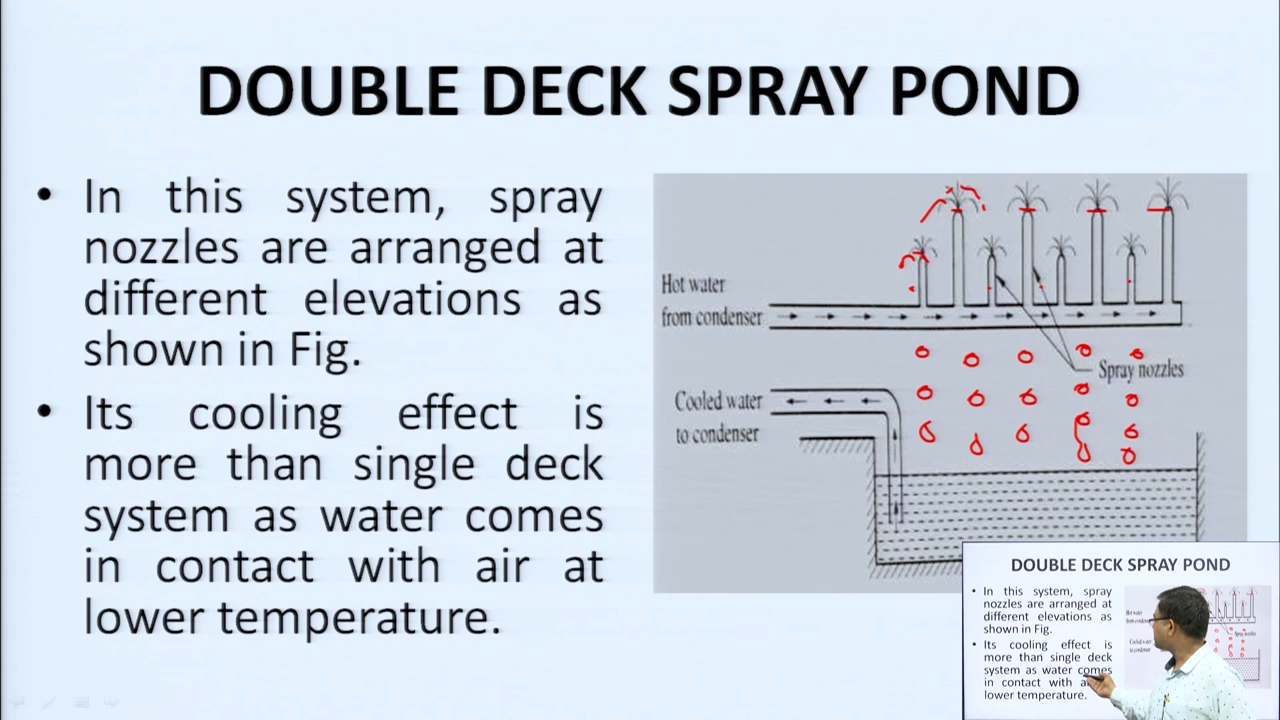 DOUBLE DECK SPRAY POND
• In this system, spray
nozzles are arranged at
different elevations as
shown in Fig.
• Its cooling effect is
more than single deck
system as water comes
in contact with air at
lower temperature.
Hot water
from condenser
Spray nozzles
Cooled water
to condenser
DOUBLE DECK SPRAY POND
• In this system, spray
nozzles are arranged at
different elevations as
shown in Fig.
• Its cooling effect is
more than single deck
system as water comes
in contact with
lower temperature.